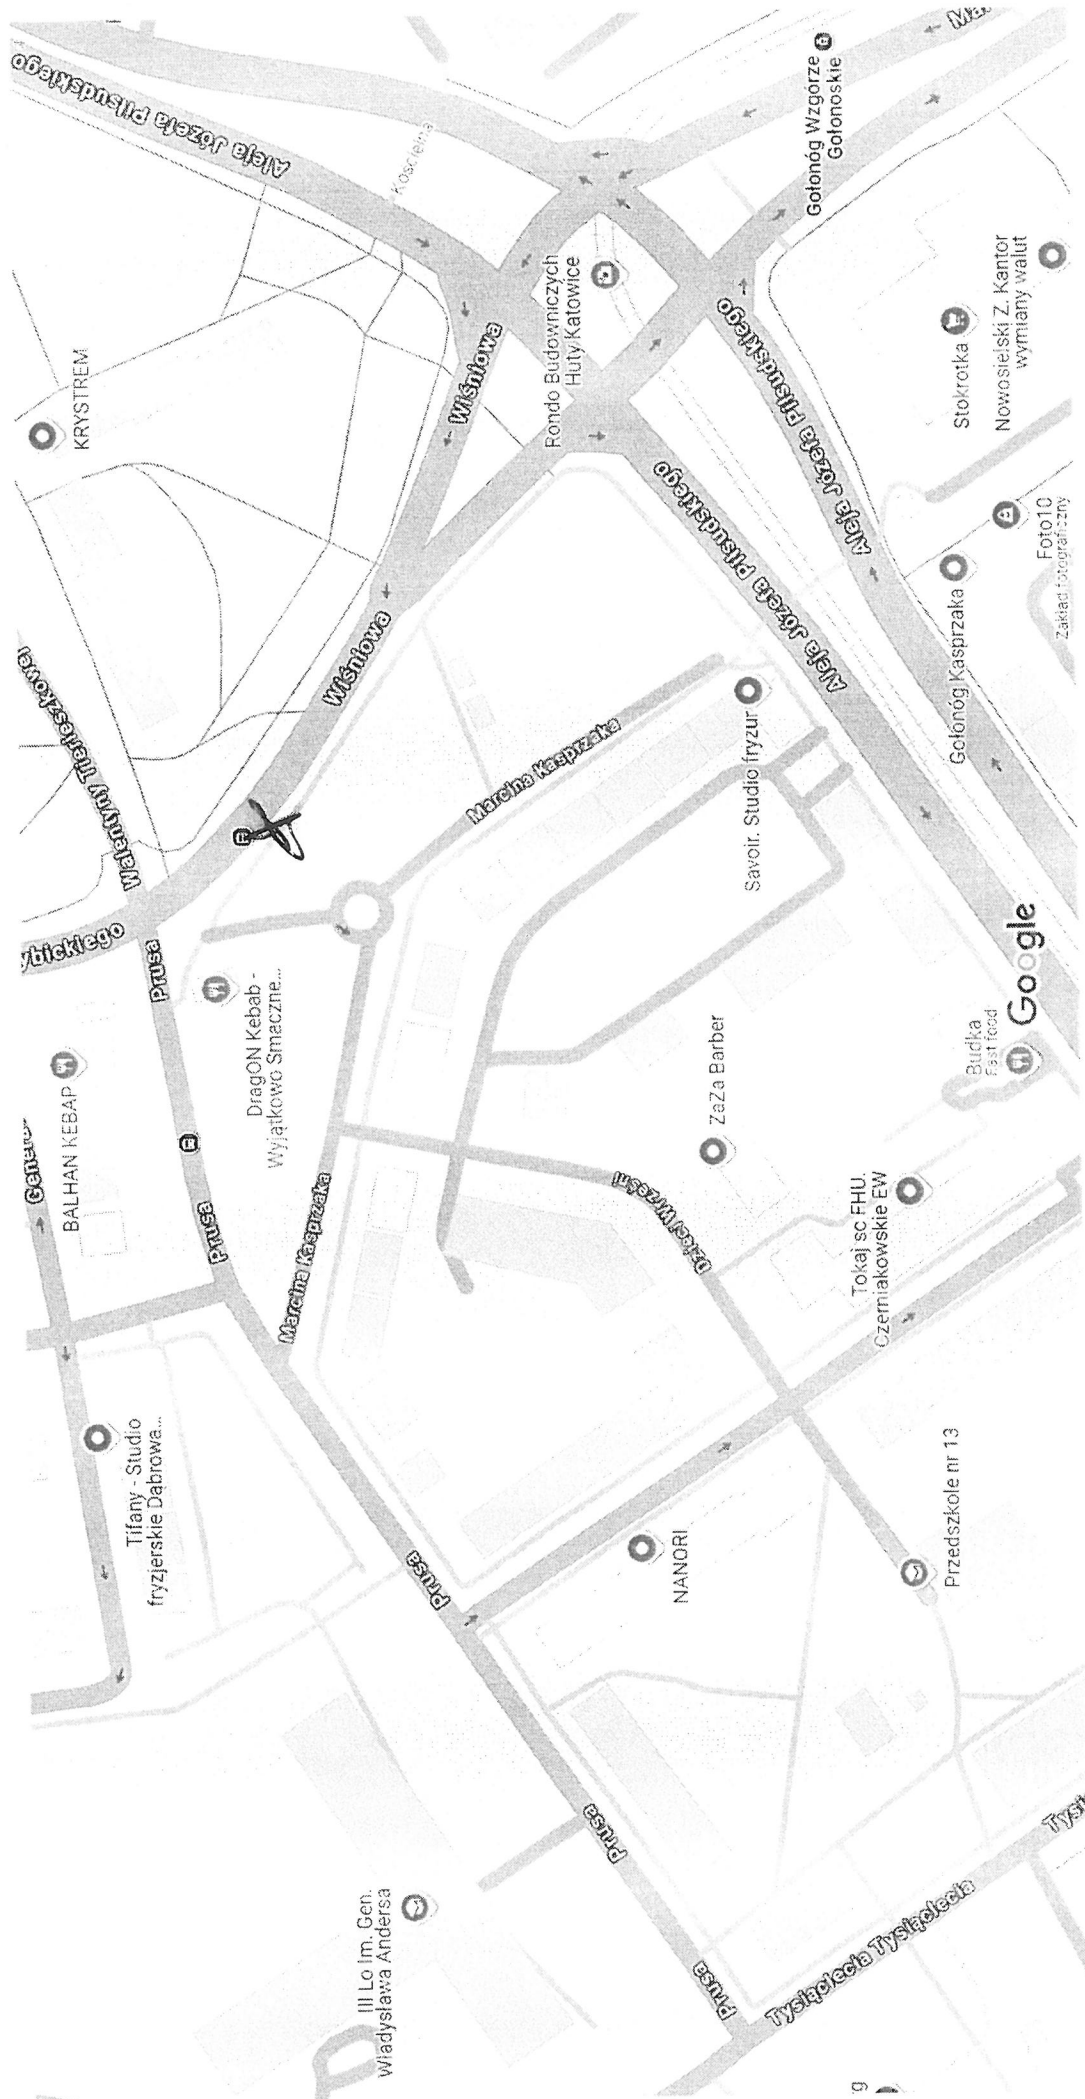 III Lo Im. Gen.
Władysława Andersa
Tifany - Studio
fryzjerskie Dąbrowa...
BALHAN KEBAP
Prusa
Prusa
Prusa
Prusa
Prusa
ybickiego
Walentyny Tiereszkowej
KRYSTREM
Aleja Józefa Piłsudskiego
DragON Kebab -
Wyjątkowo Smaczne...
Marcina Kasprzaka
Marcina Kasprzaka
Wiśniowa
Wiśniowa
Rondo Budowniczych
Huty Katowice
Dzieci Wrześni
NANORI
ZaZa Barber
Savoir. Studio fryzur
Aleja Józefa Piłsudskiego
Aleja Józefa Piłsudskiego
Gołonóg Wzgórze
Gołonoskie
Tysiąclecia Tysiąclecia
Przedszkole nr 13
Tokaj sc FHU.
Czerniakowskie EW
Budka
Fast food
Google
Gołonóg Kasprzaka
Stokrotka
Nowosielski Z. Kantor
wymiany walut
Foto10
Zakład fotograficzny